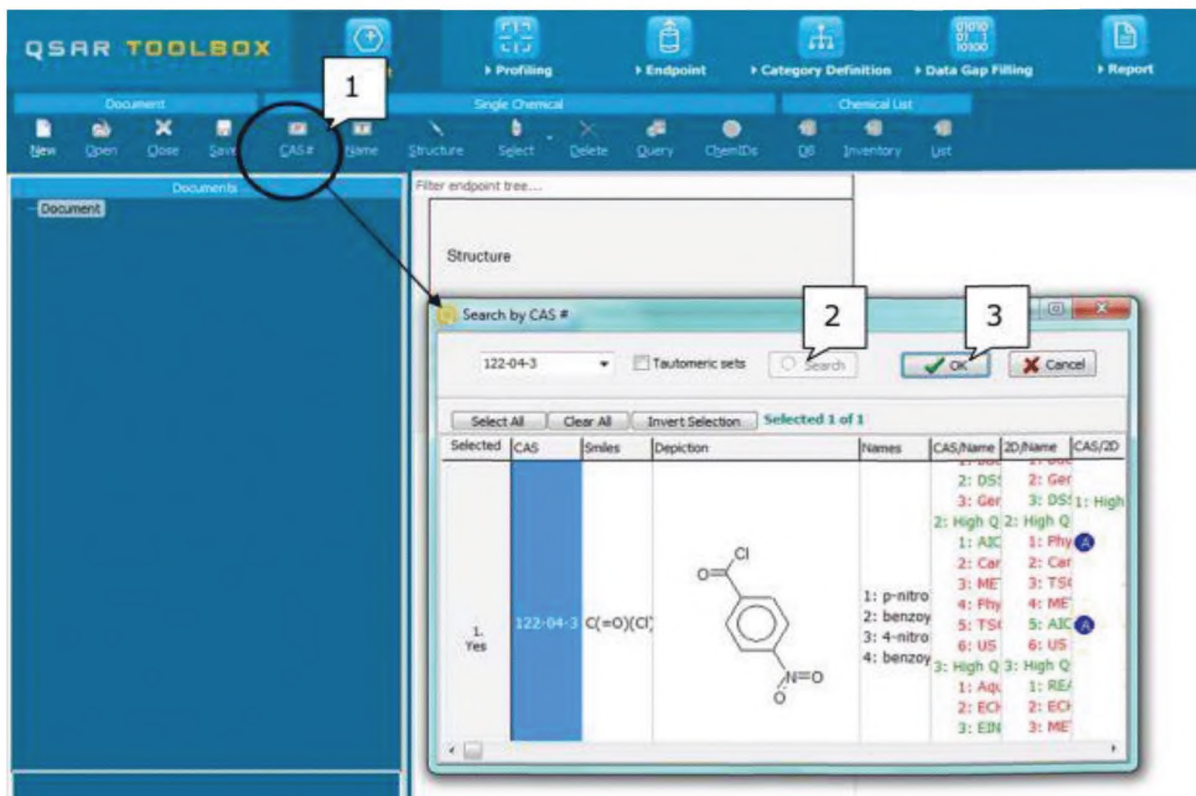 QSAR TOOLBOX
Profiling
Endpoint
Category Definition
Data Gap Filling
Report
01010
01 1
10100
1
Document
Single Chemical
Chemical List
New
Open
Close
Save
CAS#
Name
Structure
Select
Delete
Query
ChemIDs
DB
Inventory
List
Documents
Document
Filter endpoint tree...
Structure
Search by CAS #
2
3
122-04-3
Tautomeric sets
Search
OK
Cancel
Select All
Clear All
Invert Selection
Selected 1 of 1
Selected
CAS
Smiles
Depiction
Names
CAS/Name
2D/Name
CAS/2D
1.
Yes
122-04-3
C(=O)(Cl)
Cl
O
N=O
O
1: p-nitro
2: benzoy
3: 4-nitro
4: benzoy
2: DS
3: Ger
2: High Q
1: AIC
2: Car
3: ME
4: Phy
5: TS
6: US
3: High Q
1: Aqu
2: ECH
3: EIN
2: Ger
3: DS
2: High Q
1: Phy
2: Car
3: TS
4: ME
5: AIC
6: US
3: High Q
1: REA
2: ECH
3: ME
1: High
A
A